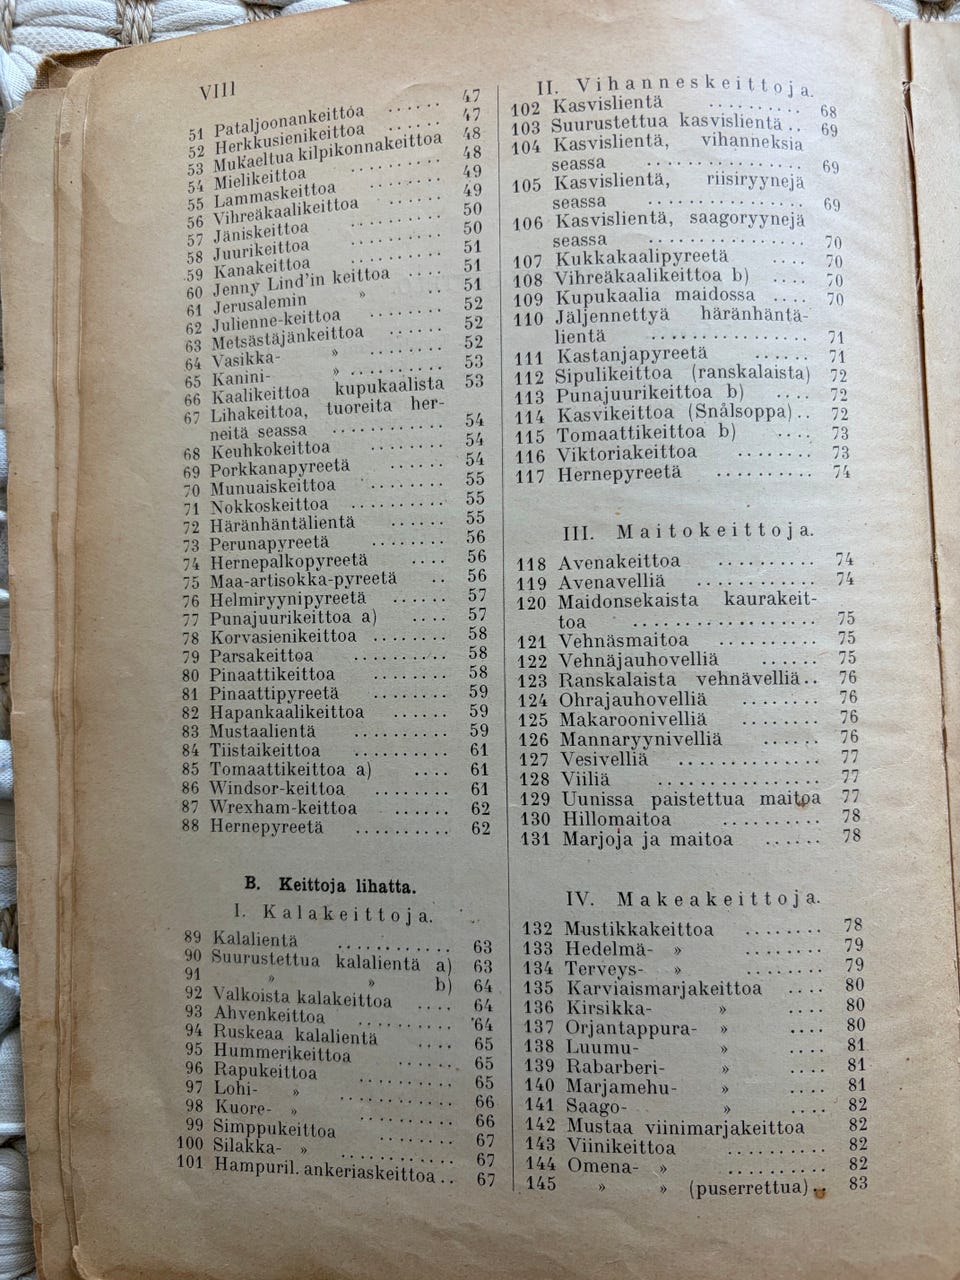 VIII
51 Pataljoonankeittoa ...... 47
52 Herkkusienikeittoa ...... 47
53 Mukaeltua kilpikonnakeittoa 48
54 Mielikeittoa ........ 48
55 Lammaskeittoa ....... 49
56 Vihreäkaalikeittoa ...... 49
57 Jäniskeittoa ........ 50
58 Juurikeittoa ........ 50
59 Kanakeittoa ........ 51
60 Jenny Lind'in keittoa .... 51
61 Jerusalemin » .. 51
62 Julienne-keittoa ....... 52
63 Metsästäjänkeittoa ...... 52
64 Vasikka- » ....... 52
65 Kanini- » ......... 53
66 Kaalikeittoa kupukaalista 53
67 Lihakeittoa, tuoreita her-
neitä seassa ........... 54
68 Keuhkokeittoa ....... 54
69 Porkkanapyreetä ...... 54
70 Munuaiskeittoa ....... 55
71 Nokkoskeittoa ......... 55
72 Häränhäntälientä ...... 55
73 Perunapyreetä ........ 56
74 Hernepalkopyreetä .... 56
75 Maa-artisokka-pyreetä .. 56
76 Helmiryynipyreetä ...... 57
77 Punajuurikeittoa a) .... 57
78 Korvasienikeittoa ........ 58
79 Parsakeittoa ......... 58
80 Pinaattikeittoa ........ 58
81 Pinaattipyreetä ....... 59
82 Hapankaalikeittoa ...... 59
83 Mustaalientä .......... 59
84 Tiistaikeittoa .......... 61
85 Tomaattikeittoa a) .... 61
86 Windsor-keittoa ........ 61
87 Wrexham-keittoa ...... 62
88 Hernepyreetä .......... 62
B. Keittoja lihatta.
I. Kalakeittoja.
89 Kalalientä ............ 63
90 Suurustettua kalalientä a) 63
91 » » b) 64
92 Valkoista kalakeittoa ...... 64
93 Ahvenkeittoa .......... 64
94 Ruskeaa kalalientä ...... 65
95 Hummerikeittoa ...... 65
96 Rapukeittoa .......... 65
97 Lohi- » ............ 66
98 Kuore- » .......... 66
99 Simppukeittoa ........ 67
100 Silakka- » .......... 67
101 Hampuril. ankeriaskeittoa .. 67
II. Vihanneskeittoja.
102 Kasvislientä .......... 68
103 Suurustettua kasvislientä .. 69
104 Kasvislientä, vihanneksia
seassa ................ 69
105 Kasvislientä, riisiryynejä
seassa ................ 69
106 Kasvislientä, saagoryynejä
seassa ................ 70
107 Kukkakaalipyreetä .... 70
108 Vihreäkaalikeittoa b) .... 70
109 Kupukaalia maidossa .... 70
110 Jäljennettyä häränhäntä-
lientä ................ 71
111 Kastanjapyreetä ...... 71
112 Sipulikeittoa (ranskalaista) 72
113 Punajuurikeittoa b) .... 72
114 Kasvikeittoa (Snålsoppa).. 72
115 Tomaattikeittoa b) .... 73
116 Viktoriakeittoa ........ 73
117 Hernepyreetä .......... 74
III. Maitokeittoja.
118 Avenakeittoa .......... 74
119 Avenavelliä ............ 74
120 Maidonsekaista kaurakeit-
toa .................. 75
121 Vehnäsmaitoa .......... 75
122 Vehnäjauhovelliä ...... 75
123 Ranskalaista vehnävelliä.. 76
124 Ohrajauhovelliä ........ 76
125 Makaroonivelliä ........ 76
126 Mannaryynivelliä ...... 76
127 Vesivelliä .............. 77
128 Viiliä ................ 77
129 Uunissa paistettua maitoa 77
130 Hillomaitoa .......... 78
131 Marjoja ja maitoa ...... 78
IV. Makeakeittoja.
132 Mustikkakeittoa ........ 78
133 Hedelmä- » ........ 79
134 Terveys- » ........ 79
135 Karviaismarjakeittoa .... 80
136 Kirsikka- » .... 80
137 Orjantappura- » .... 80
138 Luumu- » .... 81
139 Rabarberi- » .... 81
140 Marjamehu- » .... 81
141 Saago- » .... 82
142 Mustaa viinimarjakeittoa 82
143 Viinikeittoa .......... 82
144 Omena- » .......... 82
145 » » (puserrettua) .. 83